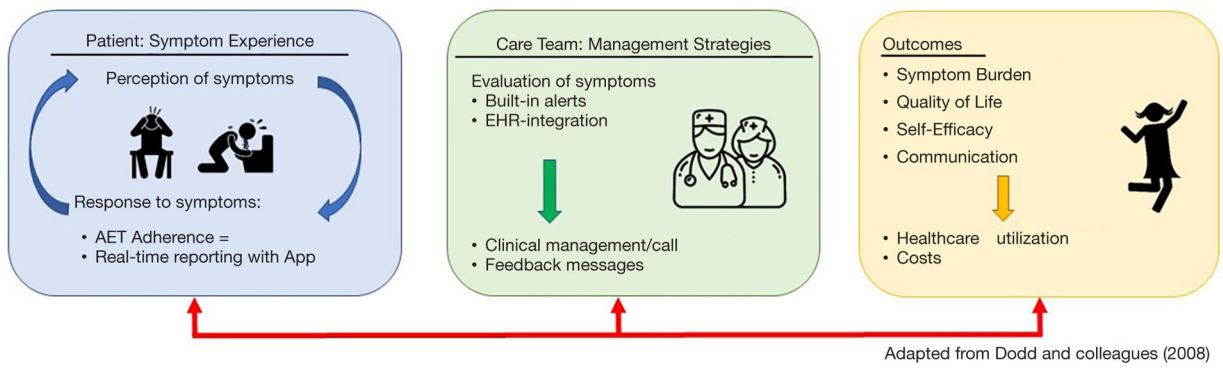 Patient: Symptom Experience
Perception of symptoms
Response to symptoms:
• AET Adherence =
• Real-time reporting with App
Care Team: Management Strategies
Evaluation of symptoms
• Built-in alerts
• EHR-integration
• Clinical management/call
• Feedback messages
Outcomes
• Symptom Burden
• Quality of Life
• Self-Efficacy
• Communication
• Healthcare utilization
• Costs
Adapted from Dodd and colleagues (2008)